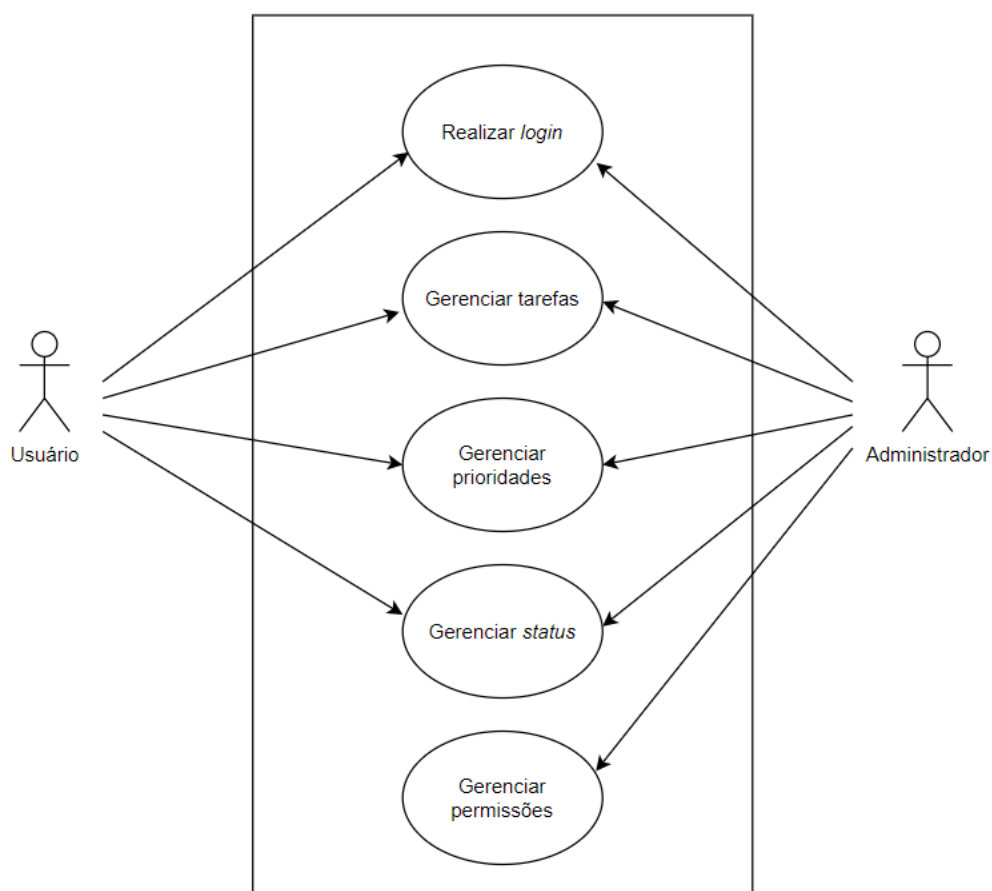 Realizar login
Gerenciar tarefas
Usuário
Gerenciar
prioridades
Administrador
Gerenciar status
Gerenciar
permissões